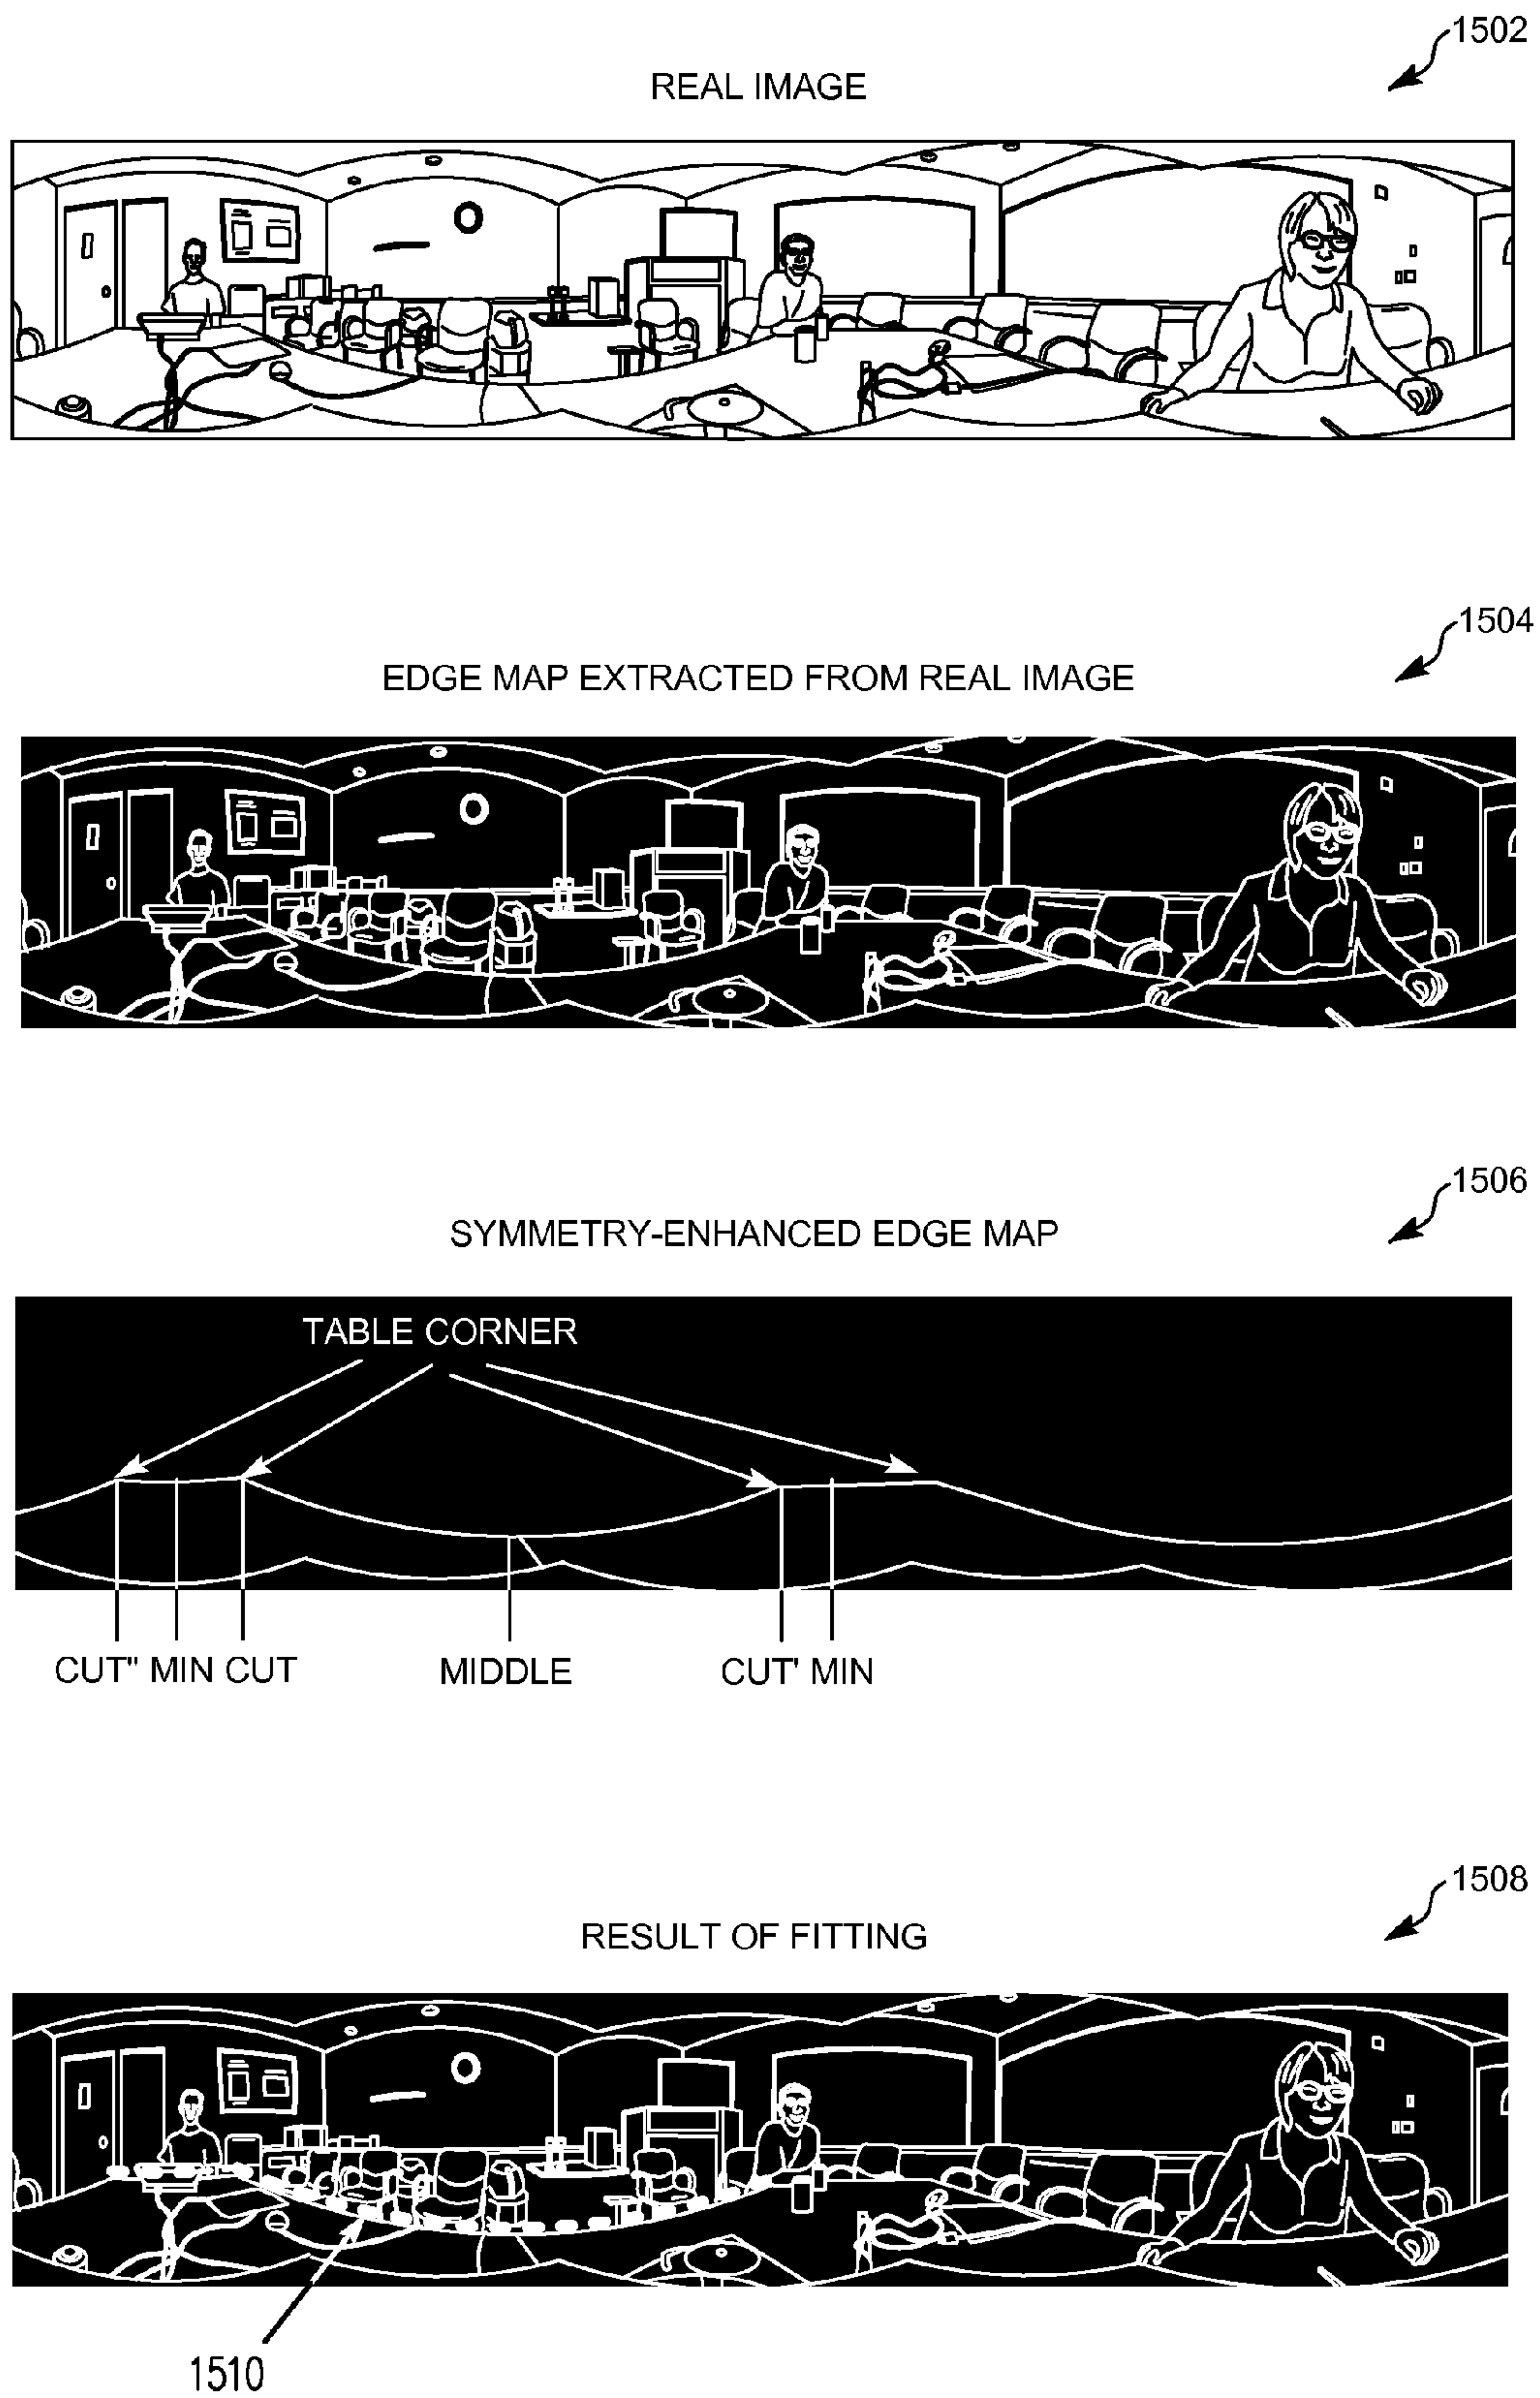 1502
REAL IMAGE
1504
EDGE MAP EXTRACTED FROM REAL IMAGE
1506
SYMMETRY-ENHANCED EDGE MAP
TABLE CORNER
CUT" MIN CUT MIDDLE CUT' MIN
1508
RESULT OF FITTING
1510